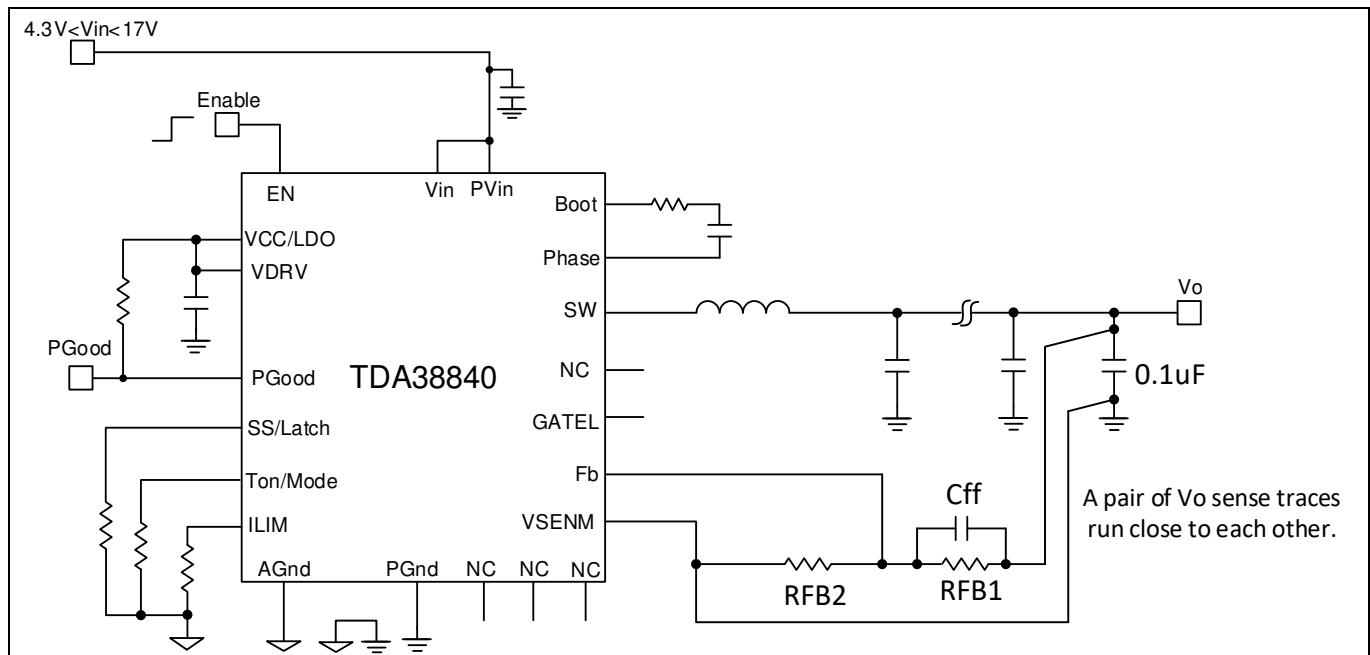 4.3V<Vin<17V
Enable
EN
Vin
PVin
Boot
VCC/LDO
Phase
VDRV
Vo
SW
PGood
NC
0.1uF
PGood
TDA38840
GATEL
SS/Latch
Fb
Ton/Mode
Cff
A pair of Vo sense traces
run close to each other.
ILIM
VSENM
AGnd
PGnd
NC
NC
NC
RFB2
RFB1